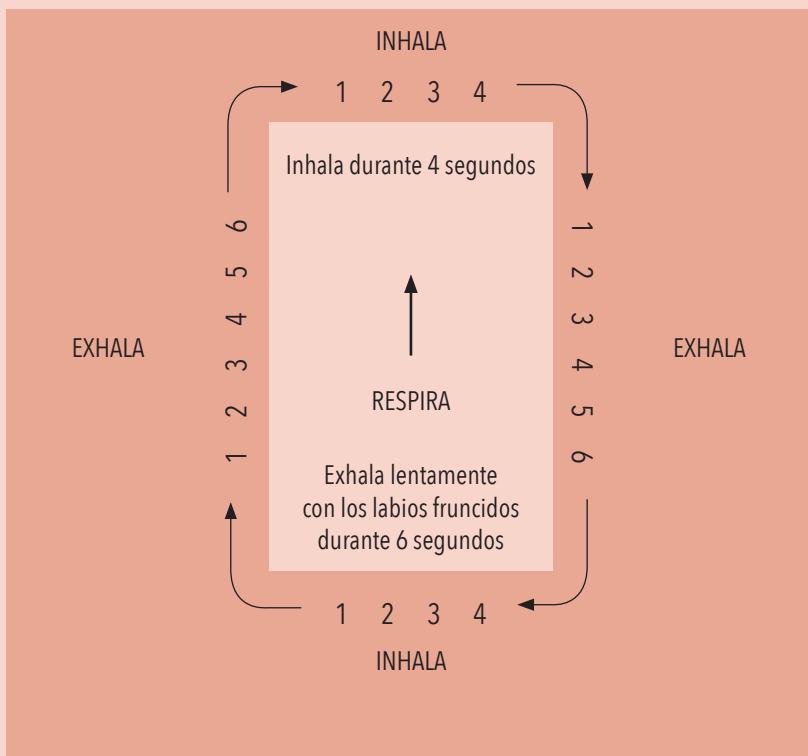 INHALA
1 2 3 4
Inhala durante 4 segundos
1 2 3 4 5 6
EXHALA
1 2 3 4 5 6
EXHALA
RESPIRA
Exhala lentamente
con los labios fruncidos
durante 6 segundos
1 2 3 4
INHALA